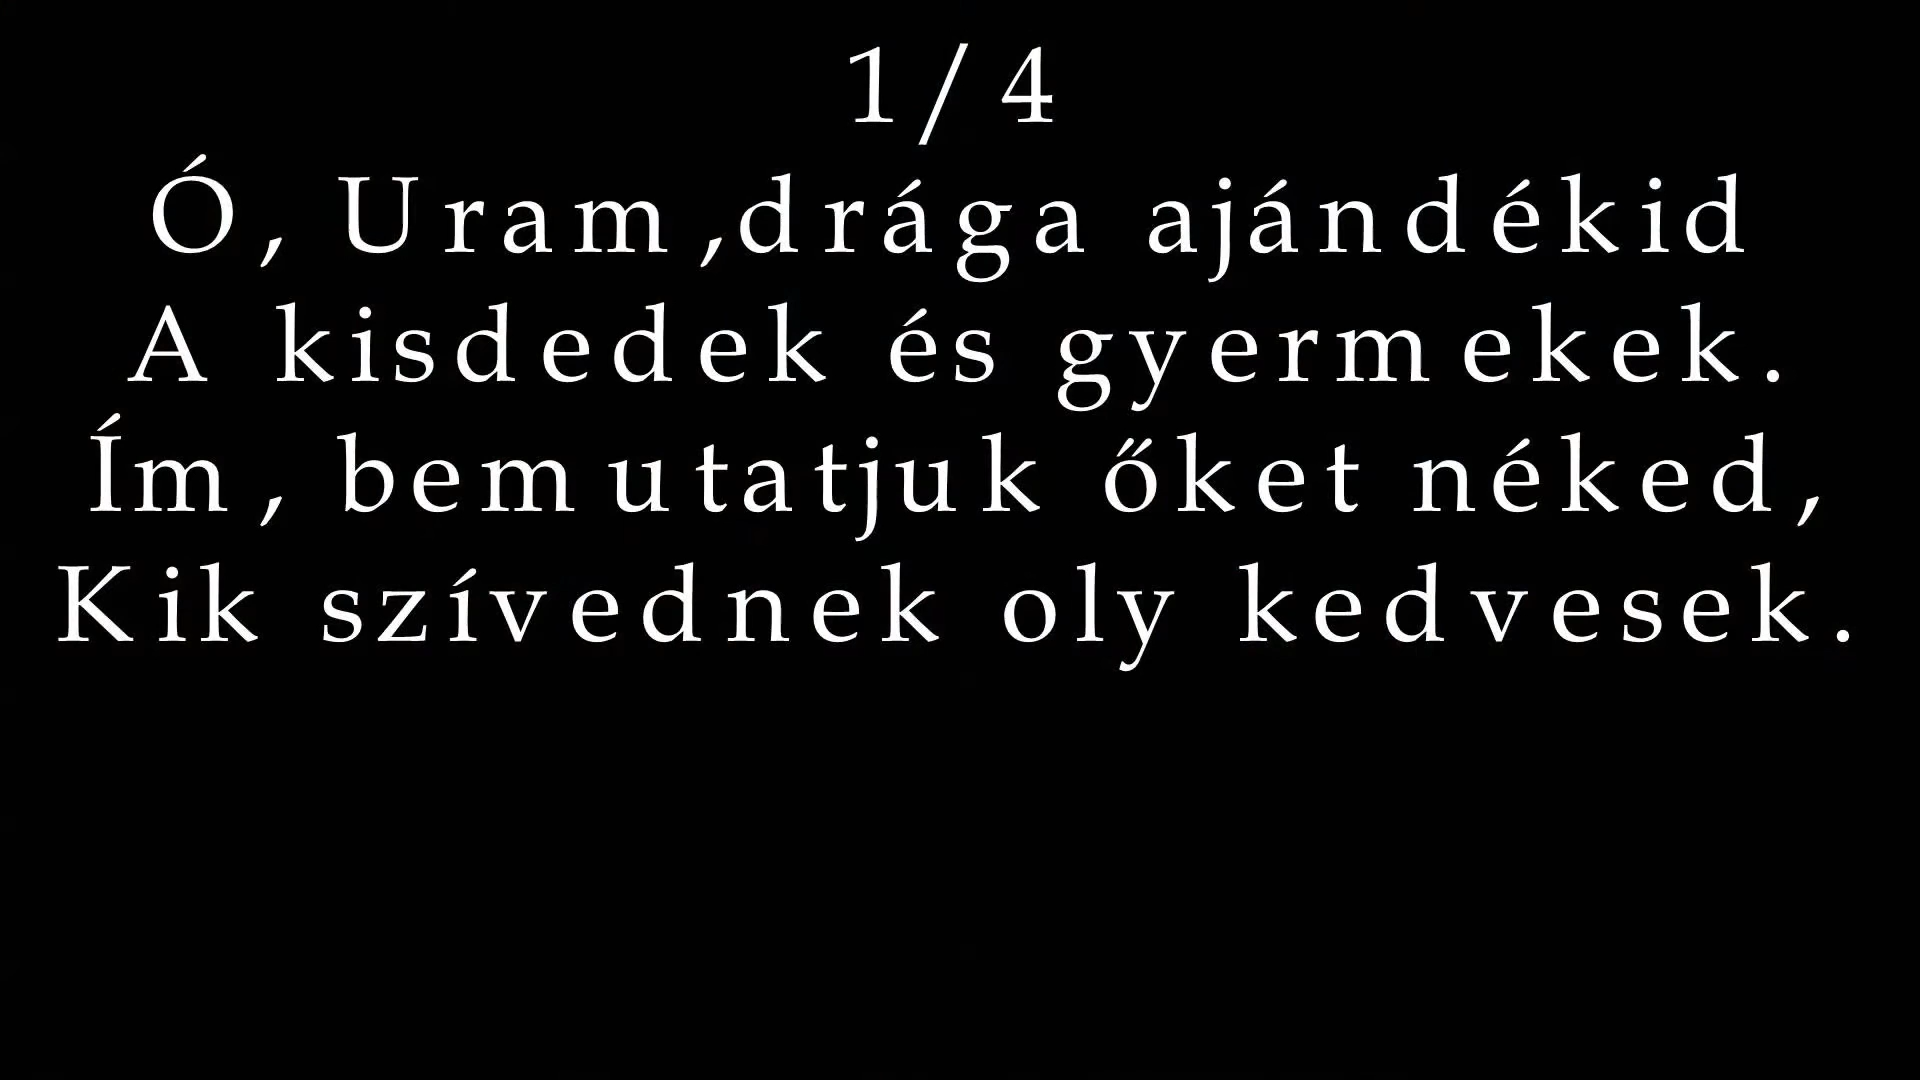 1/ 4
Ó, Uram,drága ajándékid
A kisdedek és gyermekek.
Ím, bemutatjuk őket néked,
Kik szívednek oly kedvesek.